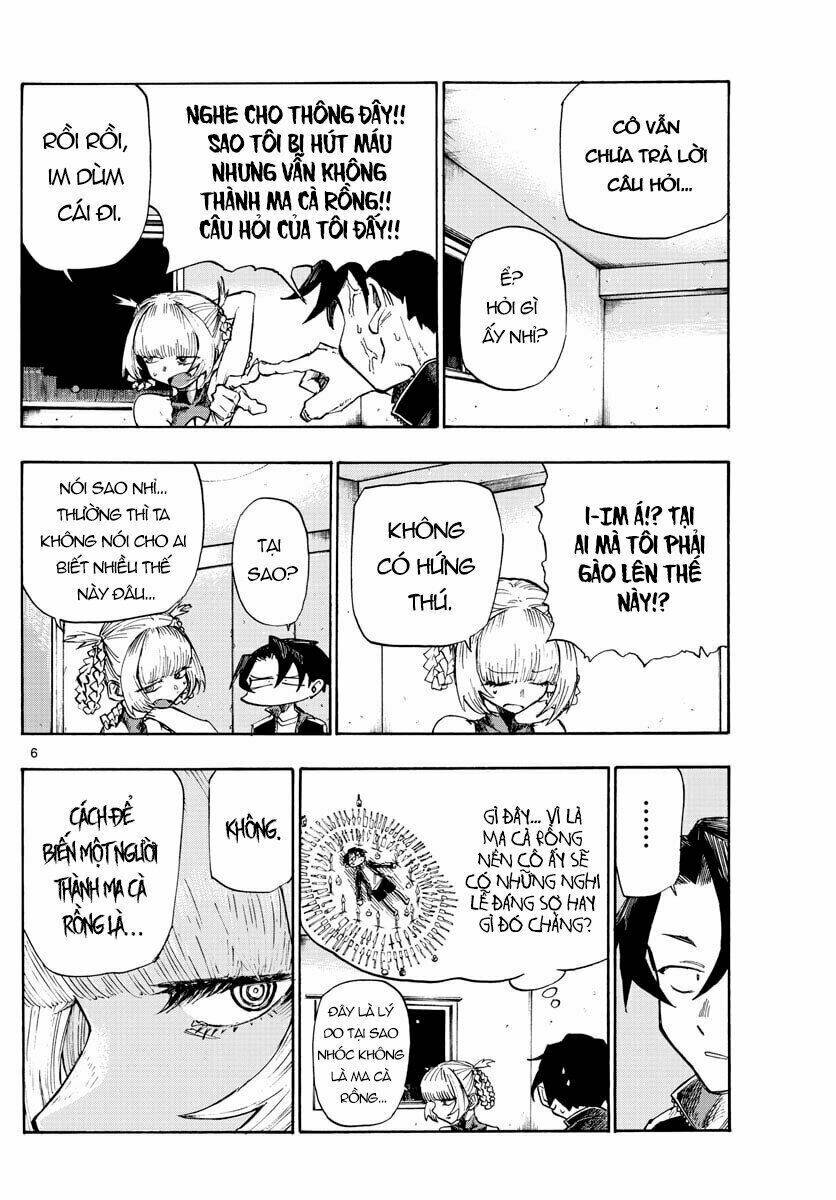 CÔ VẪN
CHƯA TRẢ LỜI
CÂU HỎI...
Ể?
HỎI GÌ
ẤY NHỈ?
NGHE CHO THÔNG ĐÂY!!
SAO TÔI BỊ HÚT MÁU
NHƯNG VẪN KHÔNG
THÀNH MA CÀ RỒNG!!
CÂU HỎI CỦA TÔI ĐẤY!!
RỒI RỒI,
IM DÙM
CÁI ĐI.
I-IM Á!? TẠI
AI MÀ TÔI PHẢI
GÀO LÊN THẾ
NÀY!?
KHÔNG
CÓ HỨNG
THÚ.
TẠI
SAO?
NÓI SAO NHỈ...
THƯỜNG THÌ TA
KHÔNG NÓI CHO AI
BIẾT NHIỀU THẾ
NÀY ĐÂU...
6
......
GÌ ĐÂY... VÌ LÀ
MA CÀ RỒNG
NÊN CÔ ẤY SẼ
CÓ NHỮNG NGHI
LỄ ĐÁNG SỢ HAY
GÌ ĐÓ CHĂNG?
ĐÂY LÀ LÝ
DO TẠI SAO
NHÓC KHÔNG
LÀ MA CÀ
RỒNG...
KHÔNG.
CÁCH ĐỂ
BIẾN MỘT NGƯỜI
THÀNH MA CÀ
RỒNG LÀ...